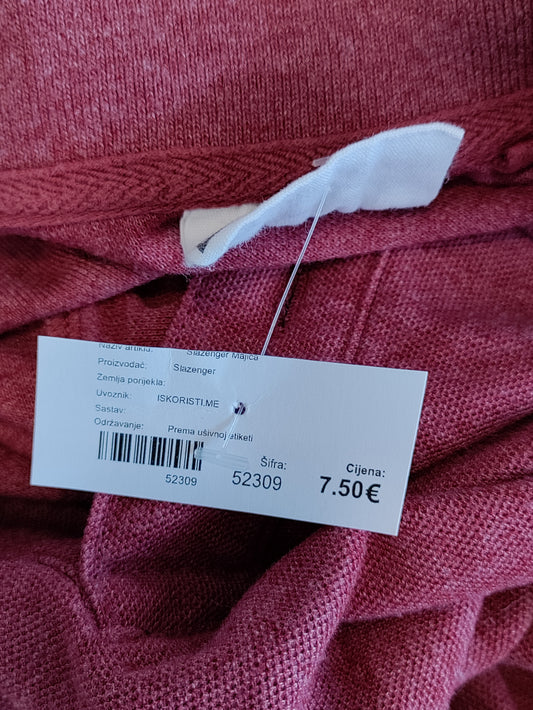 Naziv artikla: Slazenger Majica
Proizvođač: Slazenger
Zemlja porijekla:
Uvoznik: ISKORISTI.ME
Sastav:
Održavanje: Prema ušivnoj etiketi
52309
Šifra:
52309
Cijena:
7.50€